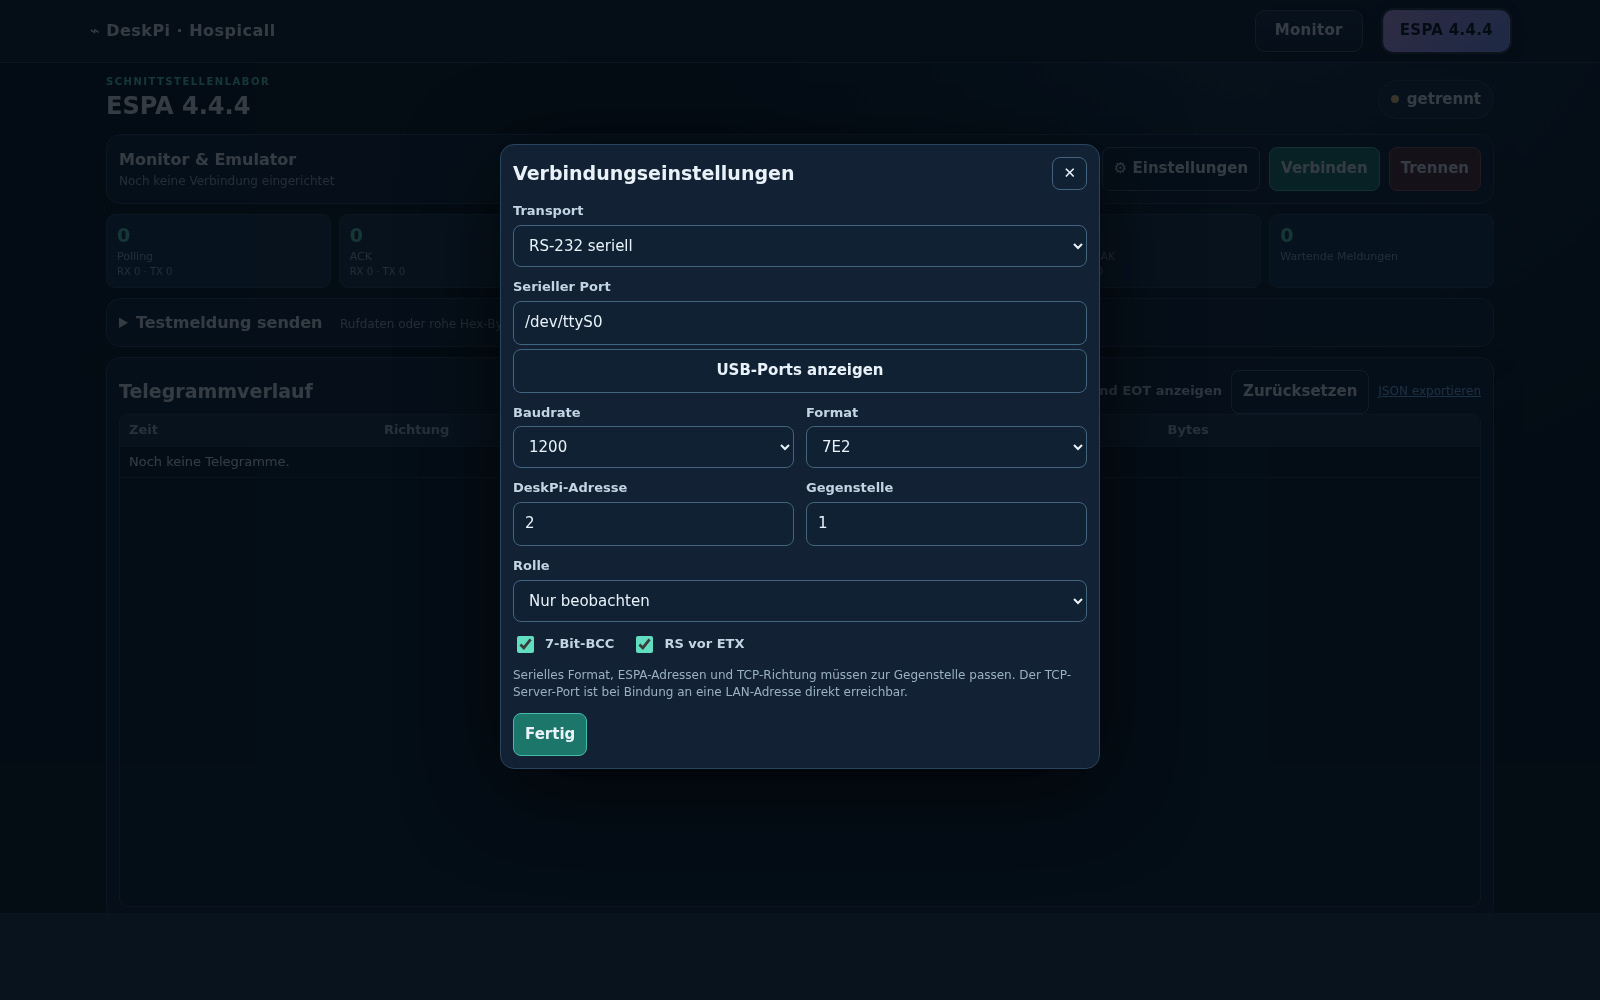 ⌁ DeskPi · Hospicall
Monitor
ESPA 4.4.4
SCHNITTSTELLENLABOR
ESPA 4.4.4
getrennt
Monitor & Emulator
Noch keine Verbindung eingerichtet
⚙ Einstellungen
Verbinden
Trennen
0
Polling
RX 0 · TX 0
0
ACK
RX 0 · TX 0
0
Wartende Meldungen
Testmeldung senden
Rufdaten oder rohe Hex-By
Telegrammverlauf
nd EOT anzeigen
Zurücksetzen
JSON exportieren
Zeit
Richtung
Bytes
Noch keine Telegramme.
Verbindungseinstellungen
✕
Transport
RS-232 seriell
Serieller Port
/dev/ttyS0
USB-Ports anzeigen
Baudrate
Format
1200
7E2
DeskPi-Adresse
Gegenstelle
2
1
Rolle
Nur beobachten
7-Bit-BCC
RS vor ETX
Serielles Format, ESPA-Adressen und TCP-Richtung müssen zur Gegenstelle passen. Der TCP-
Server-Port ist bei Bindung an eine LAN-Adresse direkt erreichbar.
Fertig